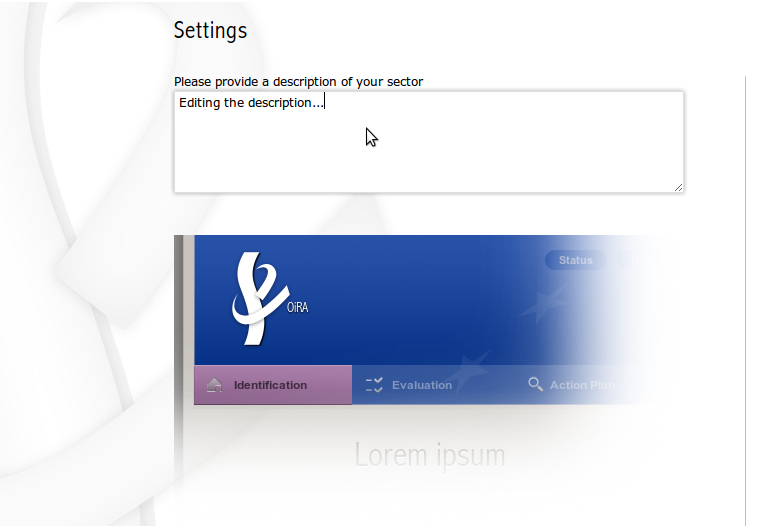 Settings
Please provide a description of your sector
Editing the description...
Status
OiRA
Identification
Evaluation
Action Plan
Lorem ipsum